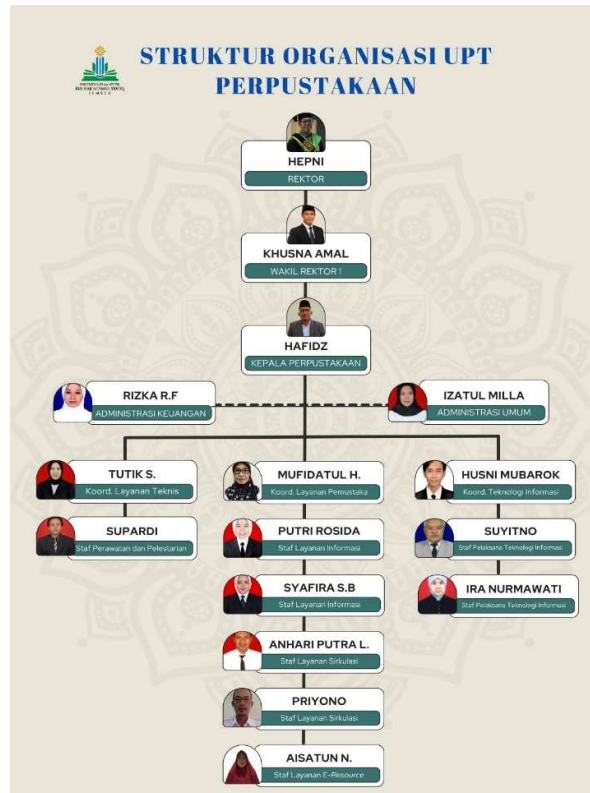 STRUKTUR ORGANISASI UPT
PERPUSTAKAAN
JEMBER
HEPNI
REKTOR
KHUSNA AMAL
WAKIL REKTOR 1
HAFIDZ
KEPALA PERPUSTAKAAN
RIZKA R.F
ADMINISTRASI KEUANGAN
IZATUL MILLA
ADMINISTRASI UMUM
TUTIK S.
Koord. Layanan Teknis
MUFIDATUL H.
Koord. Layanan Pemustaka
HUSNI MUBAROK
Koord. Teknologi Informasi
SUPARDI
Staf Perawatan dan Pelestarian
PUTRI ROSIDA
Staf Layanan Informasi
SUYITNO
Staf Pelaksana Teknologi Informasi
SYAFIRA S.B
Staf Layanan Informasi
IRA NURMAWATI
Staf Pelaksana Teknologi Informasi
ANHARI PUTRA L.
Staf Layanan Sirkulasi
PRIYONO
Staf Layanan Sirkulasi
AISATUN N.
Staf Layanan E-Resource